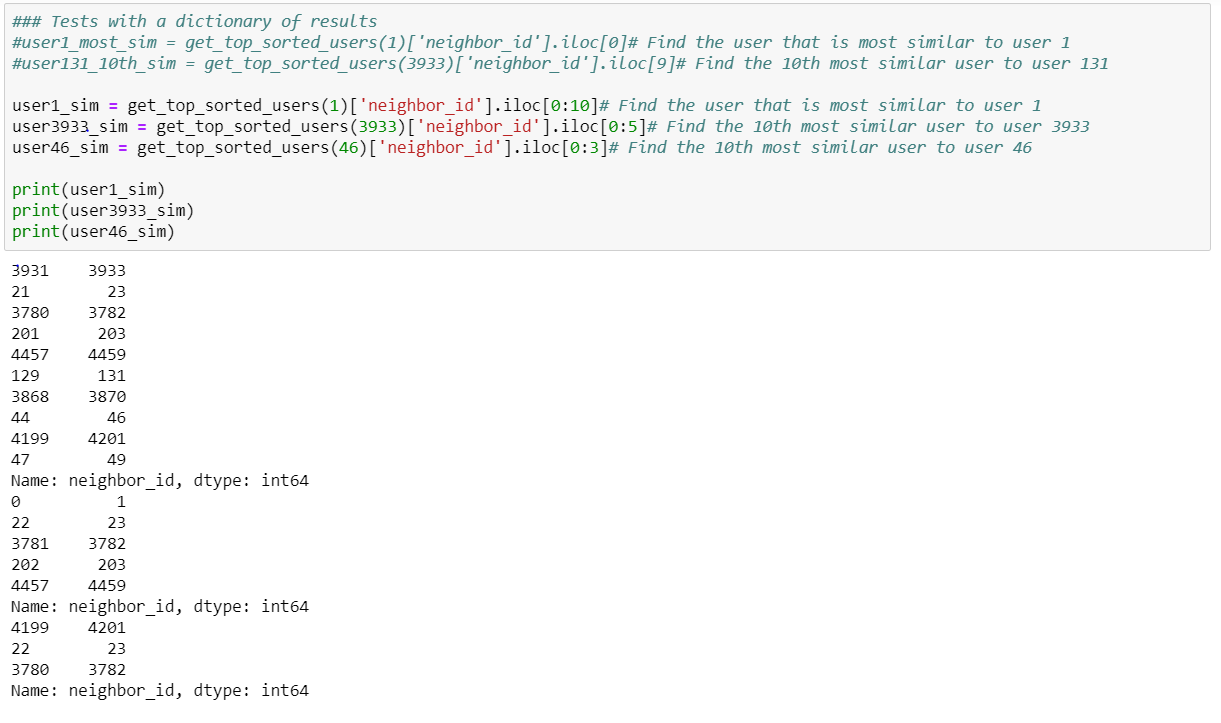 ### Tests with a dictionary of results
#user1_most_sim = get_top_sorted_users(1)['neighbor_id'].iloc[0]# Find the user that is most similar to user 1
#user131_10th_sim = get_top_sorted_users(3933)['neighbor_id'].iloc[9]# Find the 10th most similar user to user 131
user1_sim = get_top_sorted_users(1)['neighbor_id'].iloc[0:10]# Find the user that is most similar to user 1
user3933_sim = get_top_sorted_users(3933)['neighbor_id'].iloc[0:5]# Find the 10th most similar user to user 3933
user46_sim = get_top_sorted_users(46)['neighbor_id'].iloc[0:3]# Find the 10th most similar user to user 46
print(user1_sim)
print(user3933_sim)
print(user46_sim)
3931    3933
21        23
3780    3782
201      203
4457    4459
129      131
3868    3870
44        46
4199    4201
47        49
Name: neighbor_id, dtype: int64
0          1
22        23
3781    3782
202      203
4457    4459
Name: neighbor_id, dtype: int64
4199    4201
22        23
3780    3782
Name: neighbor_id, dtype: int64